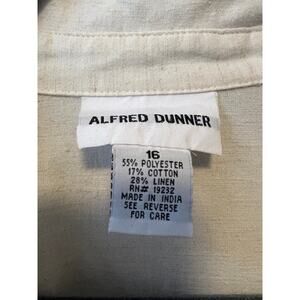 ALFRED DUNNER
16
55% POLYESTER
17% COTTON
28% LINEN
RN# 19232
MADE IN INDIA
SEE REVERSE
FOR CARE